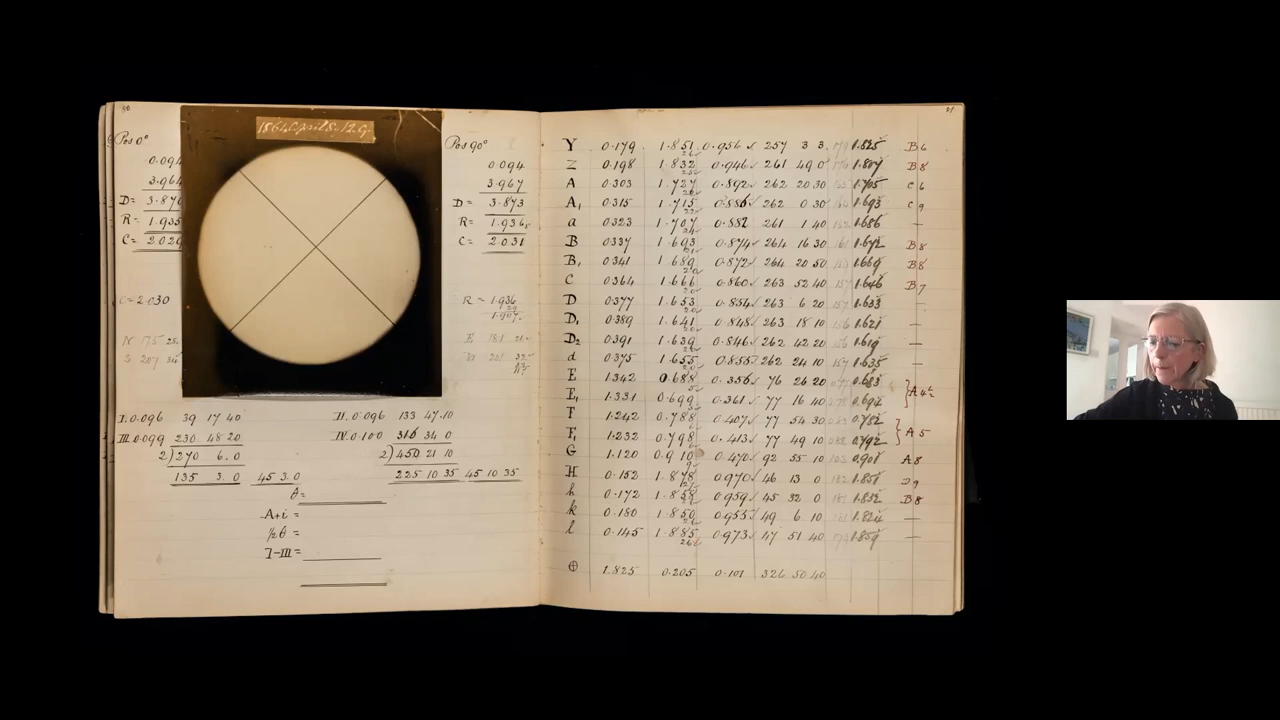 Pos 0°
0.094
3.964
D= 3.870
R= 1.935
C= 2.029
C=2.030
1864 April 8, 12.9.
Pos 90°
0.094
3.967
D= 3.873
R= 1.936
C= 2.031
R = 1.936
I. 0.096 39 17 40
II. 0.096 133 47.10
III. 0.099 230 48 20
IV. 0.100 316 34 0
2)270 6.0
2)450 21 10
135 3.0 45 3.0
225 10 35 45 10 35
θ=
A+i =
½θ =
I-III =
Y 0.179 1.851 0.956 257 3 3. 1.825 B6
Z 0.198 1.832 0.946 261 49 0 1.807 B8
A 0.303 1.727 0.892 262 20 30 1.705 C6
A, 0.315 1.715 0.886 262 0 30 1.693 C9
a 0.323 1.707 0.882 261 1 40 1.686 —
B 0337 1.693 0.874 264 16 30 1.672 B8
B, 0.341 1.689 0.872 264 20 50 1.669 B8
C 0.364 1.666 0.860 263 52 40 1.646 B7
D 0.377 1.653 0.854 263 6 20 1.633 —
D, 0.389 1.641 0.848 263 18 10 1.621 —
D2 0.391 1.639 0.846 262 42 20 1.619 —
d 0.375 1.655 0.855 262 24 10 1.635 —
E 1.342 0.688 0.356 76 26 20 0.683
E, 1.331 0.699 0.361 77 16 40 0.694 A4½
F 1.242 0.788 0.407 77 54 30 0.782
F, 1.232 0.798 0.413 77 49 10 0.792 A5
G 1.120 0.910 0.470 92 55 10 0.901 A8
H 0.152 1.878 0.970 46 13 0 1.851 D9
h 0.172 1.858 0.959 45 32 0 1.832 B8
k 0.180 1.850 0.955 49 6 10 1.824 —
l 0.145 1.885 0.973 47 51 40 1.859 —
⊕ 1.825 0.205 0.107 326 50 40